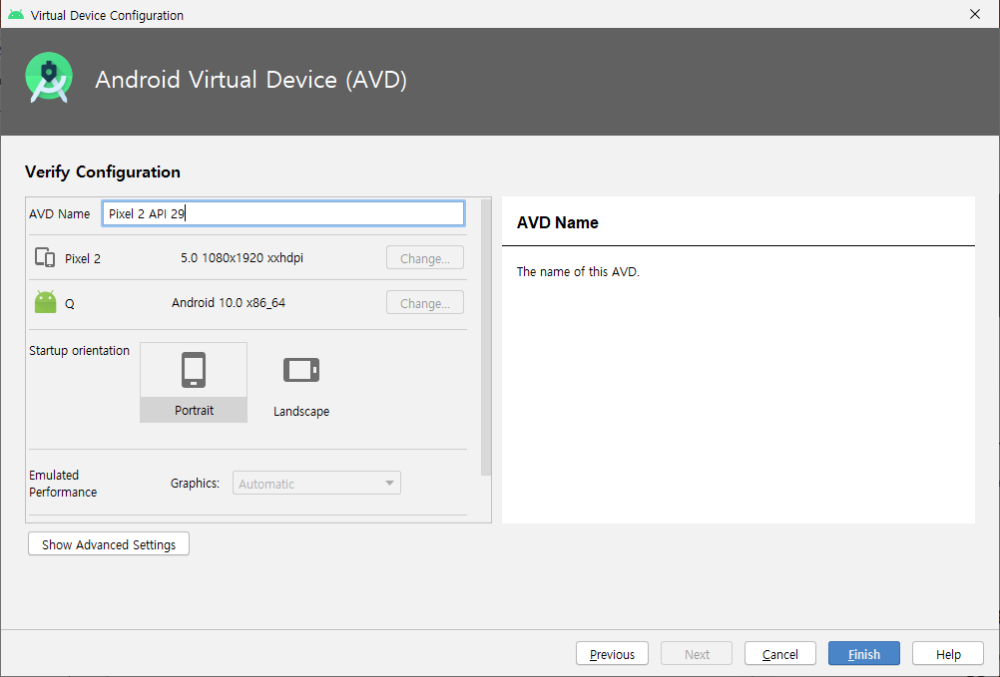 Virtual Device Configuration
Android Virtual Device (AVD)
Verify Configuration
AVD Name Pixel 2 API 29
Pixel 2 5.0 1080x1920 xxhdpi Change...
Q Android 10.0 x86_64 Change...
Startup orientation
Portrait Landscape
Emulated
Performance
Graphics: Automatic
Show Advanced Settings
AVD Name
The name of this AVD.
Previous Next Cancel Finish Help